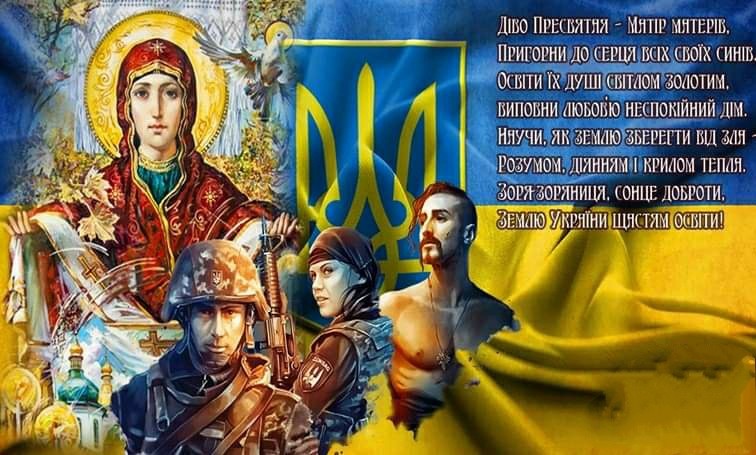 Діво Пресвятая - Матір матерів,
Пригорни до серця всіх своїх синів.
Освіти їх душі світлом золотим,
виповни любов'ю неспокійний дім.
Научи, як землю зберегти від зла -
Розумом, діянням і крилом тепла.
Зоря-зоряниця, сонце доброти,
Землю України щастям освіти!